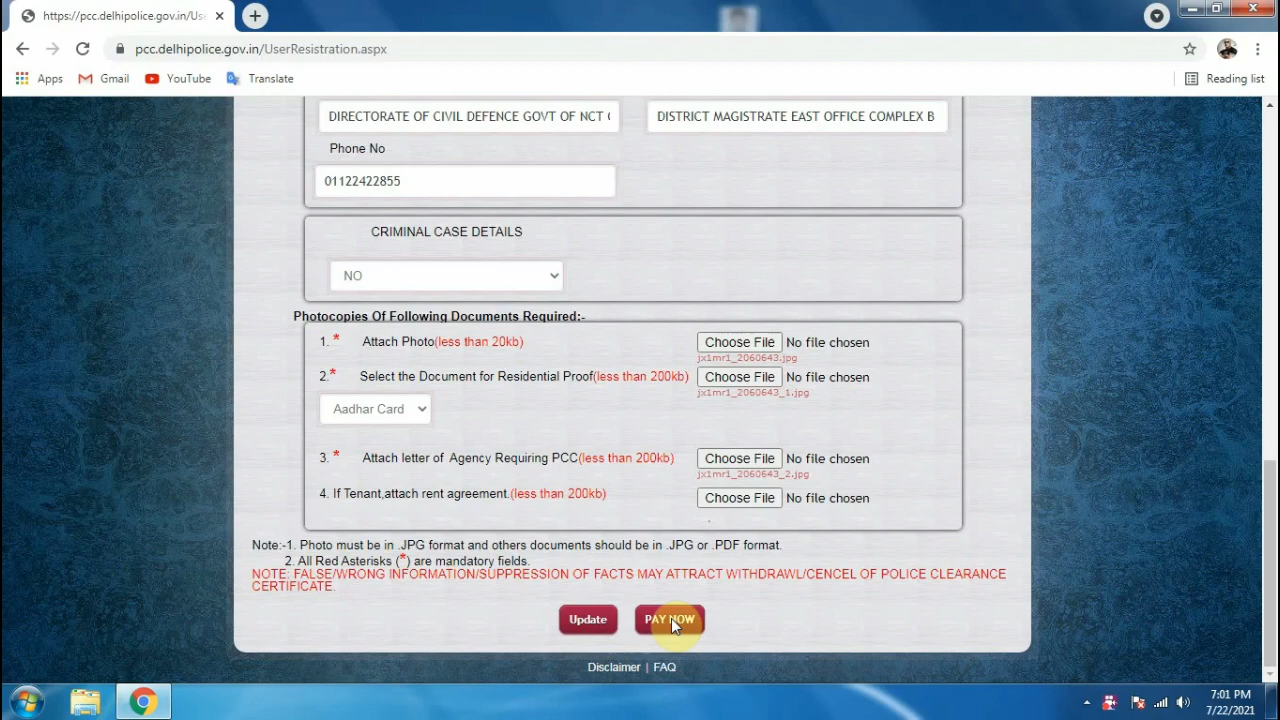 https://pcc.delhipolice.gov.in/Use
pcc.delhipolice.gov.in/UserResistration.aspx
Apps
Gmail
YouTube
Translate
Reading list
DIRECTORATE OF CIVIL DEFENCE GOVT OF NCT
DISTRICT MAGISTRATE EAST OFFICE COMPLEX B
Phone No
01122422855
CRIMINAL CASE DETAILS
NO
Photocopies Of Following Documents Required:-
1. * Attach Photo(less than 20kb) Choose File No file chosen
jx1mr1_2060643.jpg
2.* Select the Document for Residential Proof(less than 200kb) Choose File No file chosen
jx1mr1_2060643_1.jpg
Aadhar Card
3. * Attach letter of Agency Requiring PCC(less than 200kb) Choose File No file chosen
jx1mr1_2060643_2.jpg
4. If Tenant,attach rent agreement.(less than 200kb) Choose File No file chosen
Note:-1. Photo must be in .JPG format and others documents should be in .JPG or .PDF format.
2. All Red Asterisks (*) are mandatory fields.
NOTE: FALSE/WRONG INFORMATION/SUPPRESSION OF FACTS MAY ATTRACT WITHDRAWL/CENCEL OF POLICE CLEARANCE
CERTIFICATE.
Update PAY NOW
Disclaimer | FAQ
7:01 PM
7/22/2021